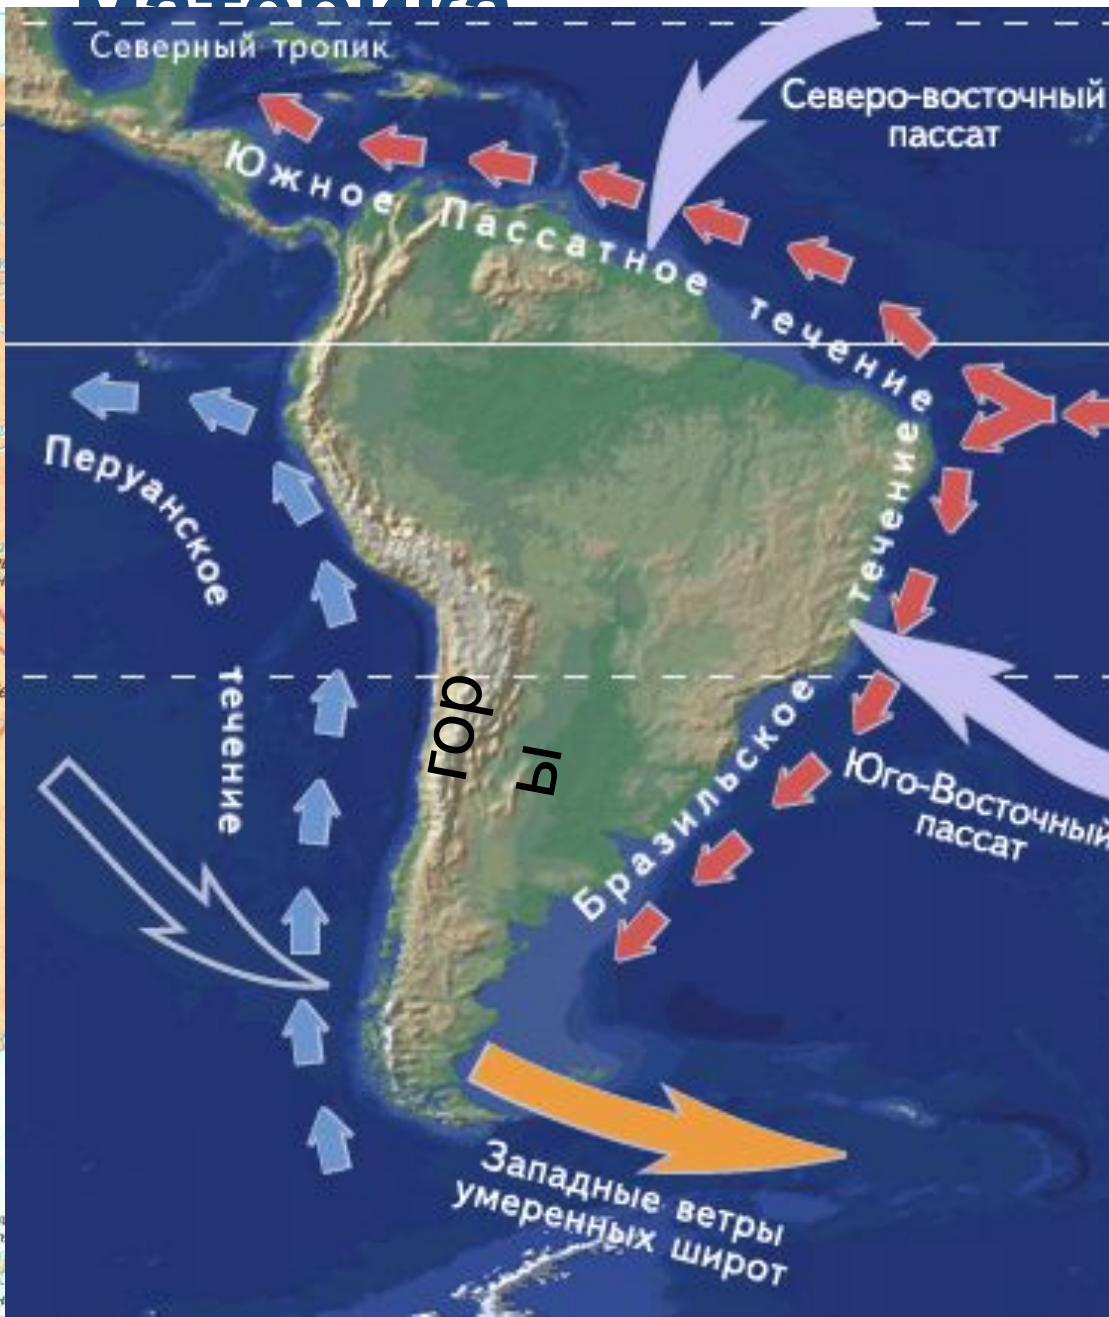 Северный тропик
Северо-восточный
пассат
Южное Пассатное течение
Перуанское течение
Бразильское течение
гор
ы
Юго-Восточный
пассат
Западные ветры
умеренных широт